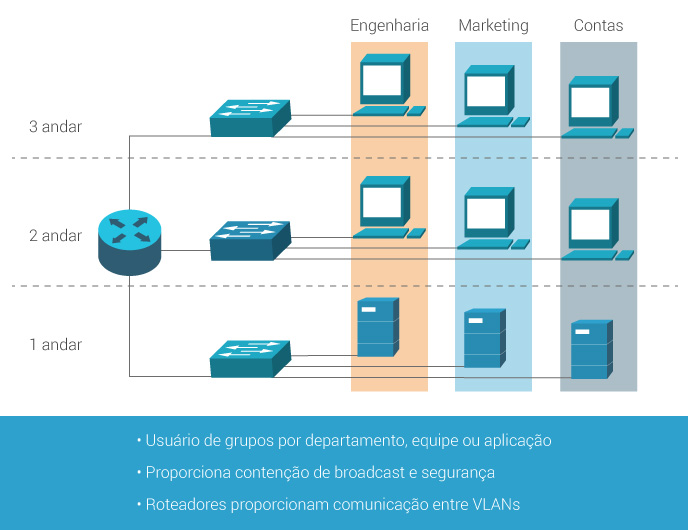 Engenharia Marketing Contas
3 andar
2 andar
1 andar
• Usuário de grupos por departamento, equipe ou aplicação
• Proporciona contenção de broadcast e segurança
• Roteadores proporcionam comunicação entre VLANs